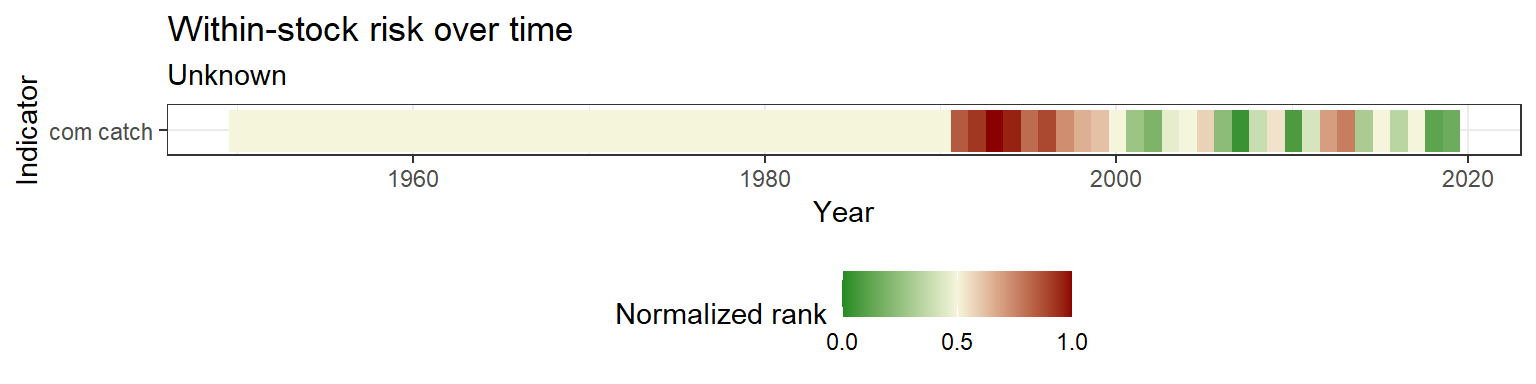 Within-stock risk over time
Unknown
Indicator
com catch
1960 1980 2000 2020
Year
Normalized rank
0.0 0.5 1.0